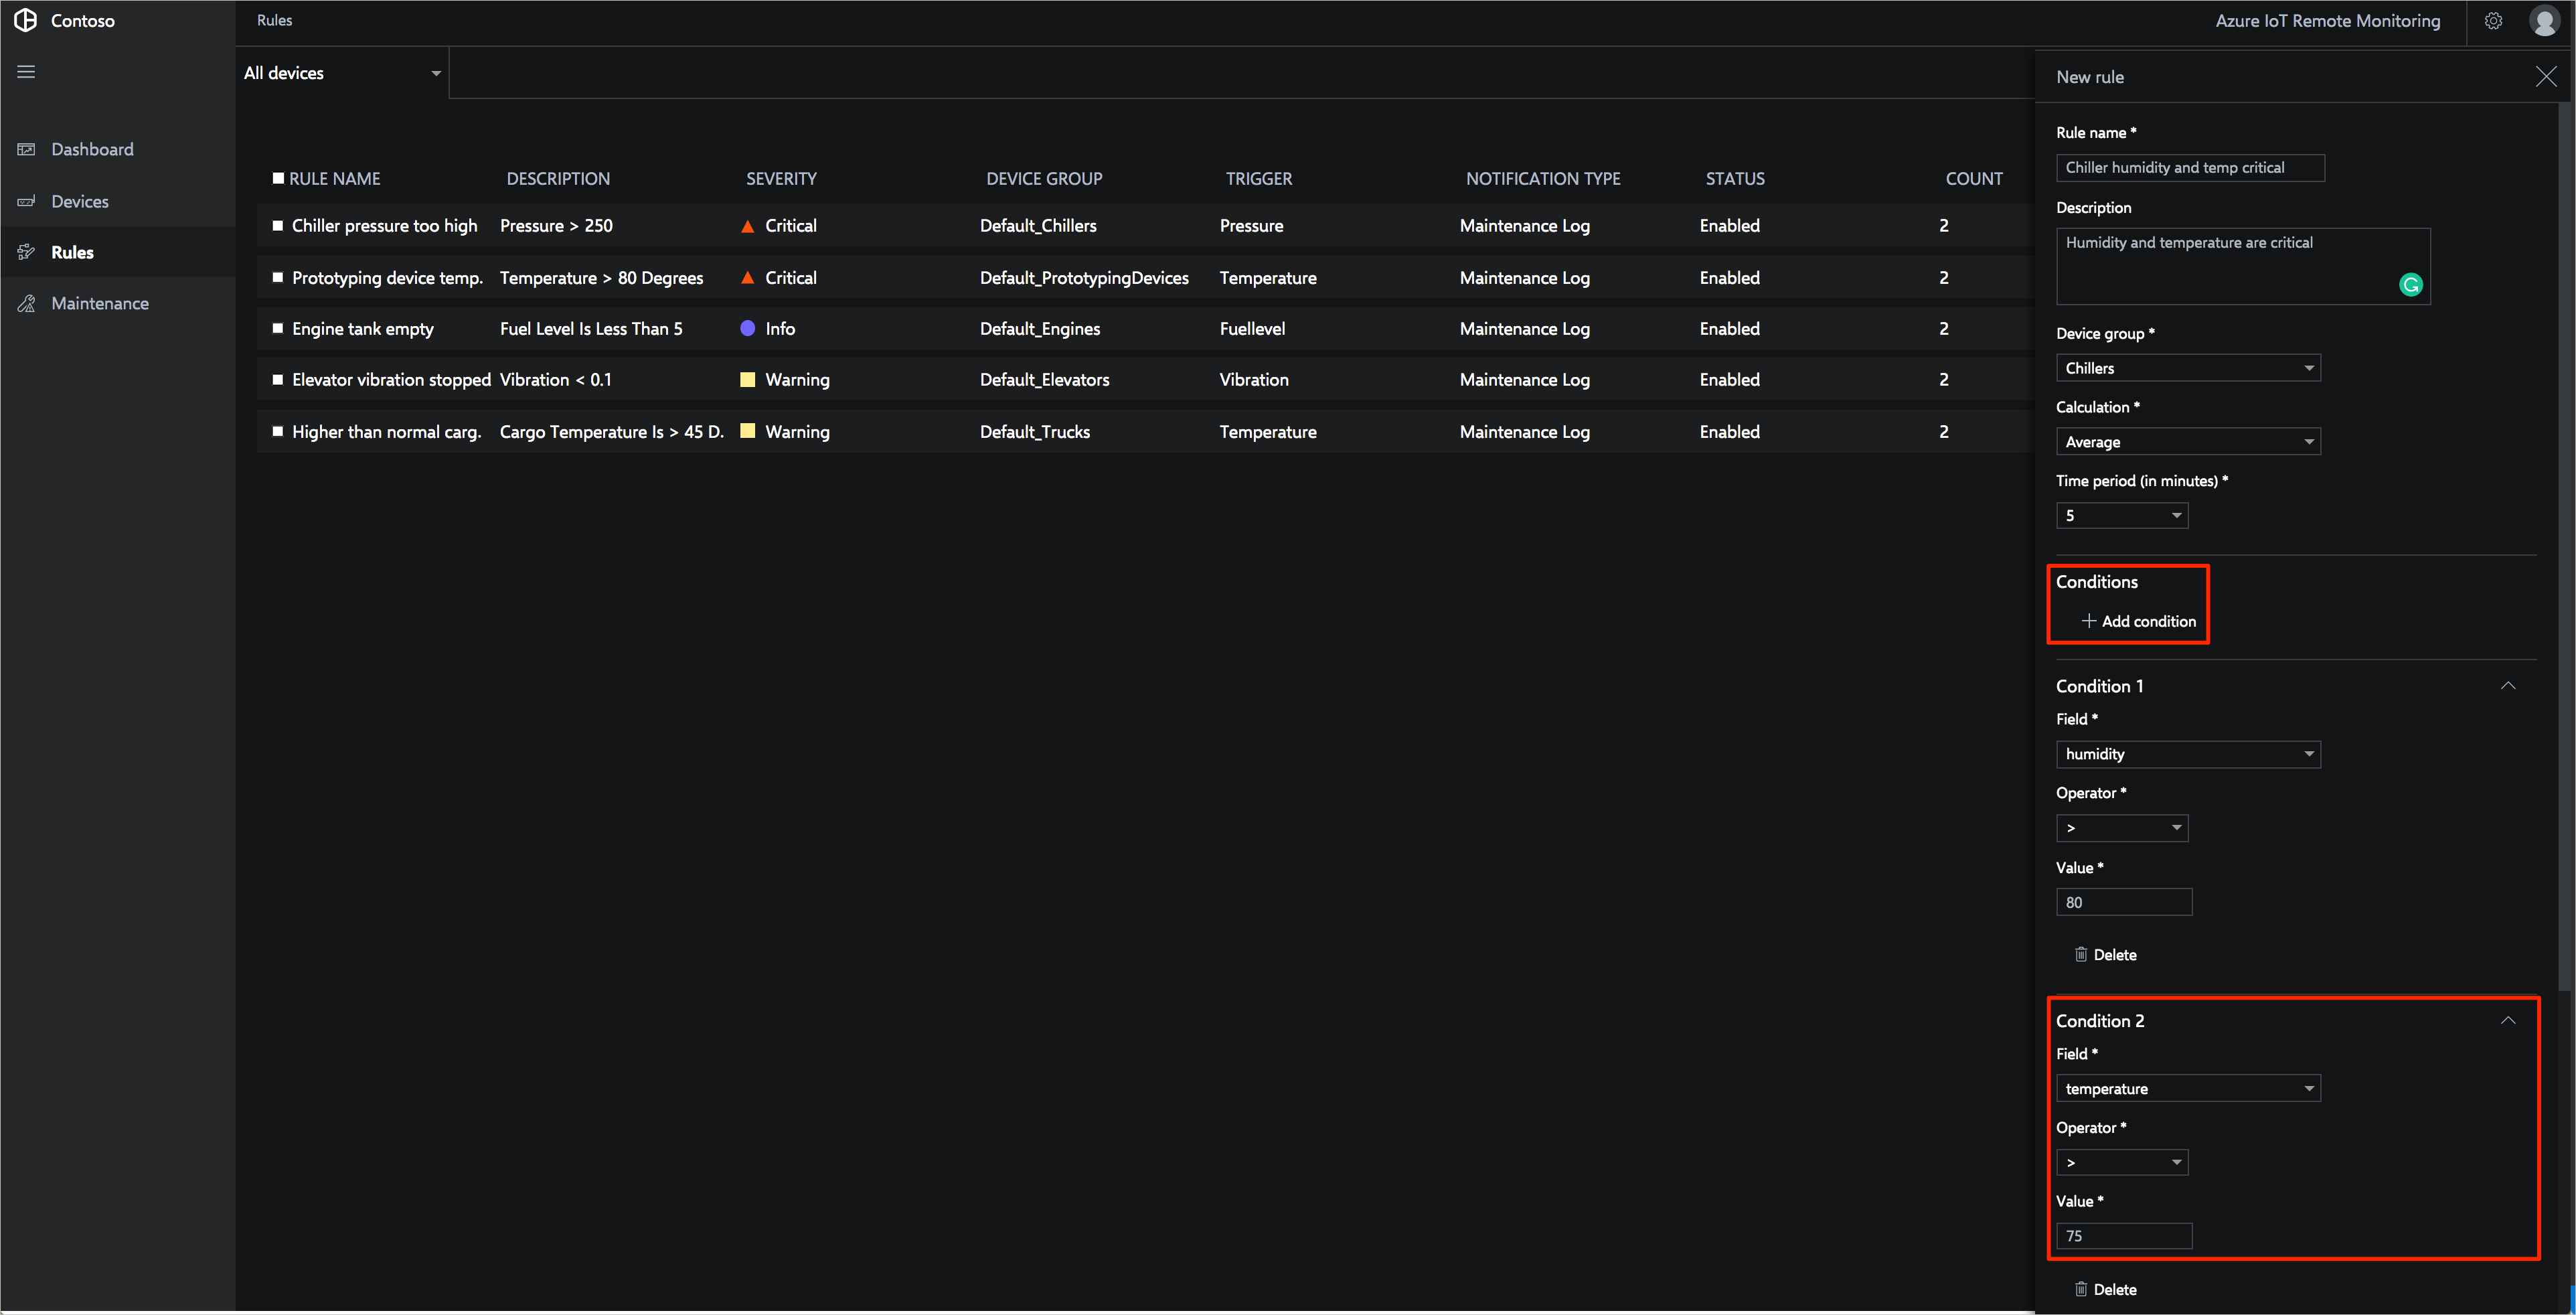 Contoso
Rules
Azure IoT Remote Monitoring
All devices
Dashboard
Devices
Rules
Maintenance
RULE NAME DESCRIPTION SEVERITY DEVICE GROUP TRIGGER NOTIFICATION TYPE STATUS COUNT
Chiller pressure too high Pressure > 250 Critical Default_Chillers Pressure Maintenance Log Enabled 2
Prototyping device temp. Temperature > 80 Degrees Critical Default_PrototypingDevices Temperature Maintenance Log Enabled 2
Engine tank empty Fuel Level Is Less Than 5 Info Default_Engines Fuellevel Maintenance Log Enabled 2
Elevator vibration stopped Vibration < 0.1 Warning Default_Elevators Vibration Maintenance Log Enabled 2
Higher than normal carg. Cargo Temperature Is > 45 D. Warning Default_Trucks Temperature Maintenance Log Enabled 2
New rule
Rule name *
Chiller humidity and temp critical
Description
Humidity and temperature are critical
Device group *
Chillers
Calculation *
Average
Time period (in minutes) *
5
Conditions
+ Add condition
Condition 1
Field *
humidity
Operator *
>
Value *
80
Delete
Condition 2
Field *
temperature
Operator *
>
Value *
75
Delete